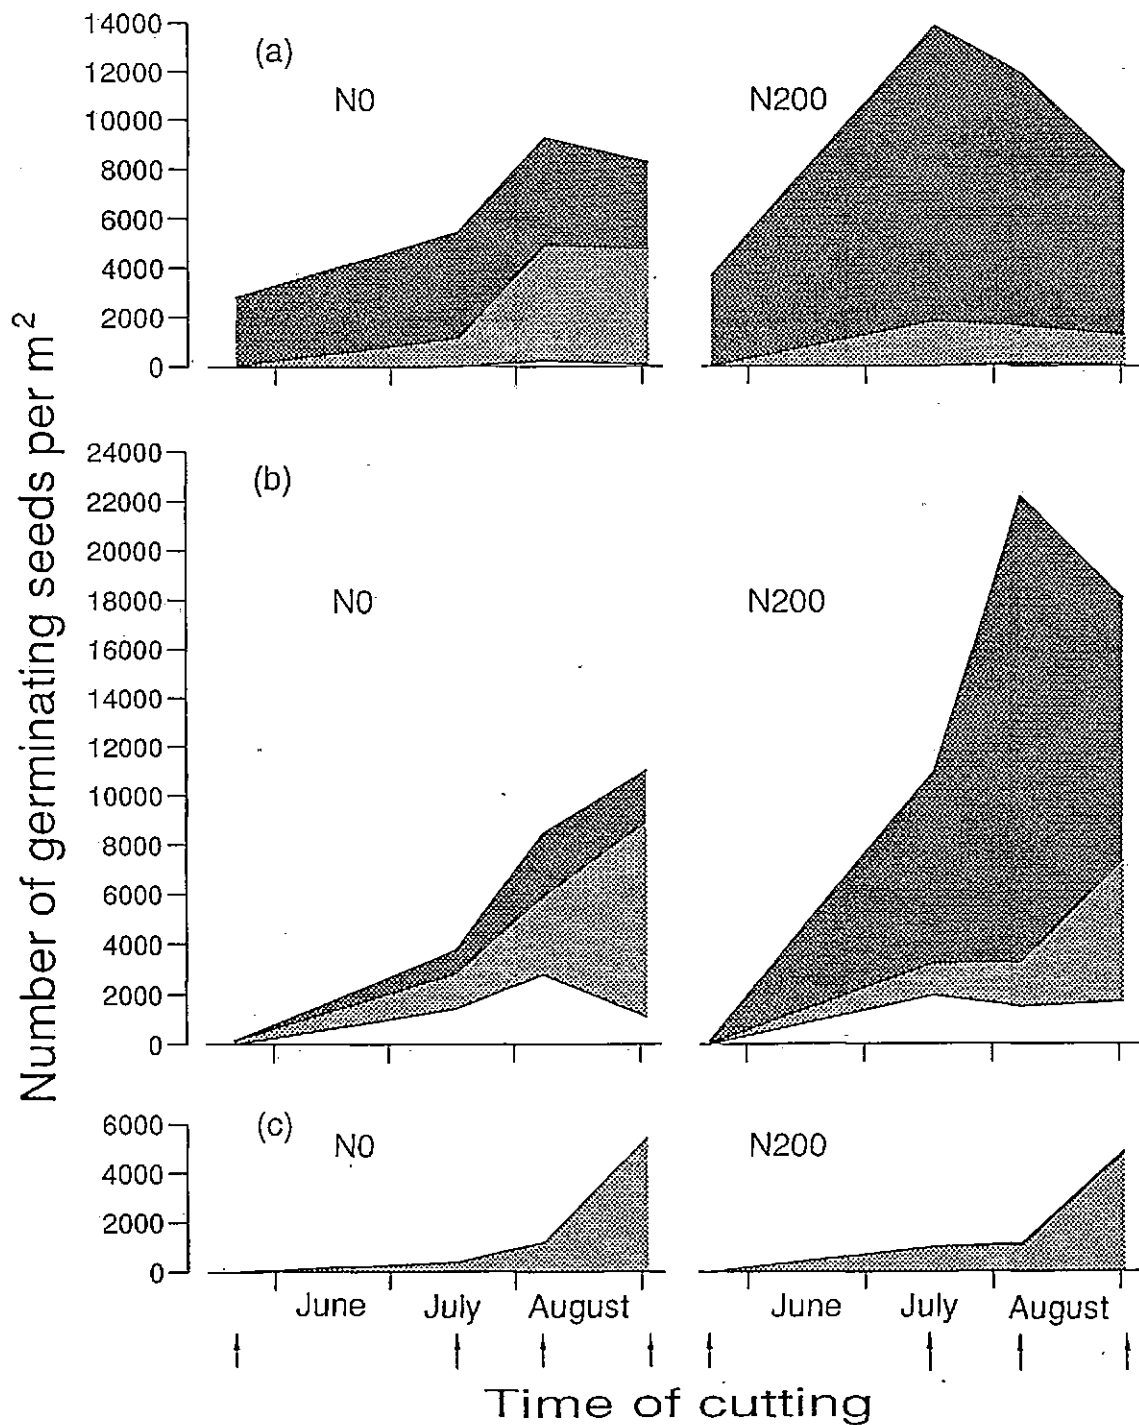 Number of germinating seeds per m2
14000
12000
10000
8000
6000
4000
2000
0
(a)
N0
N200
24000
22000
20000
18000
16000
14000
12000
10000
8000
6000
4000
2000
0
(b)
N0
N200
6000
4000
2000
0
(c)
N0
N200
June July August June July August
Time of cutting